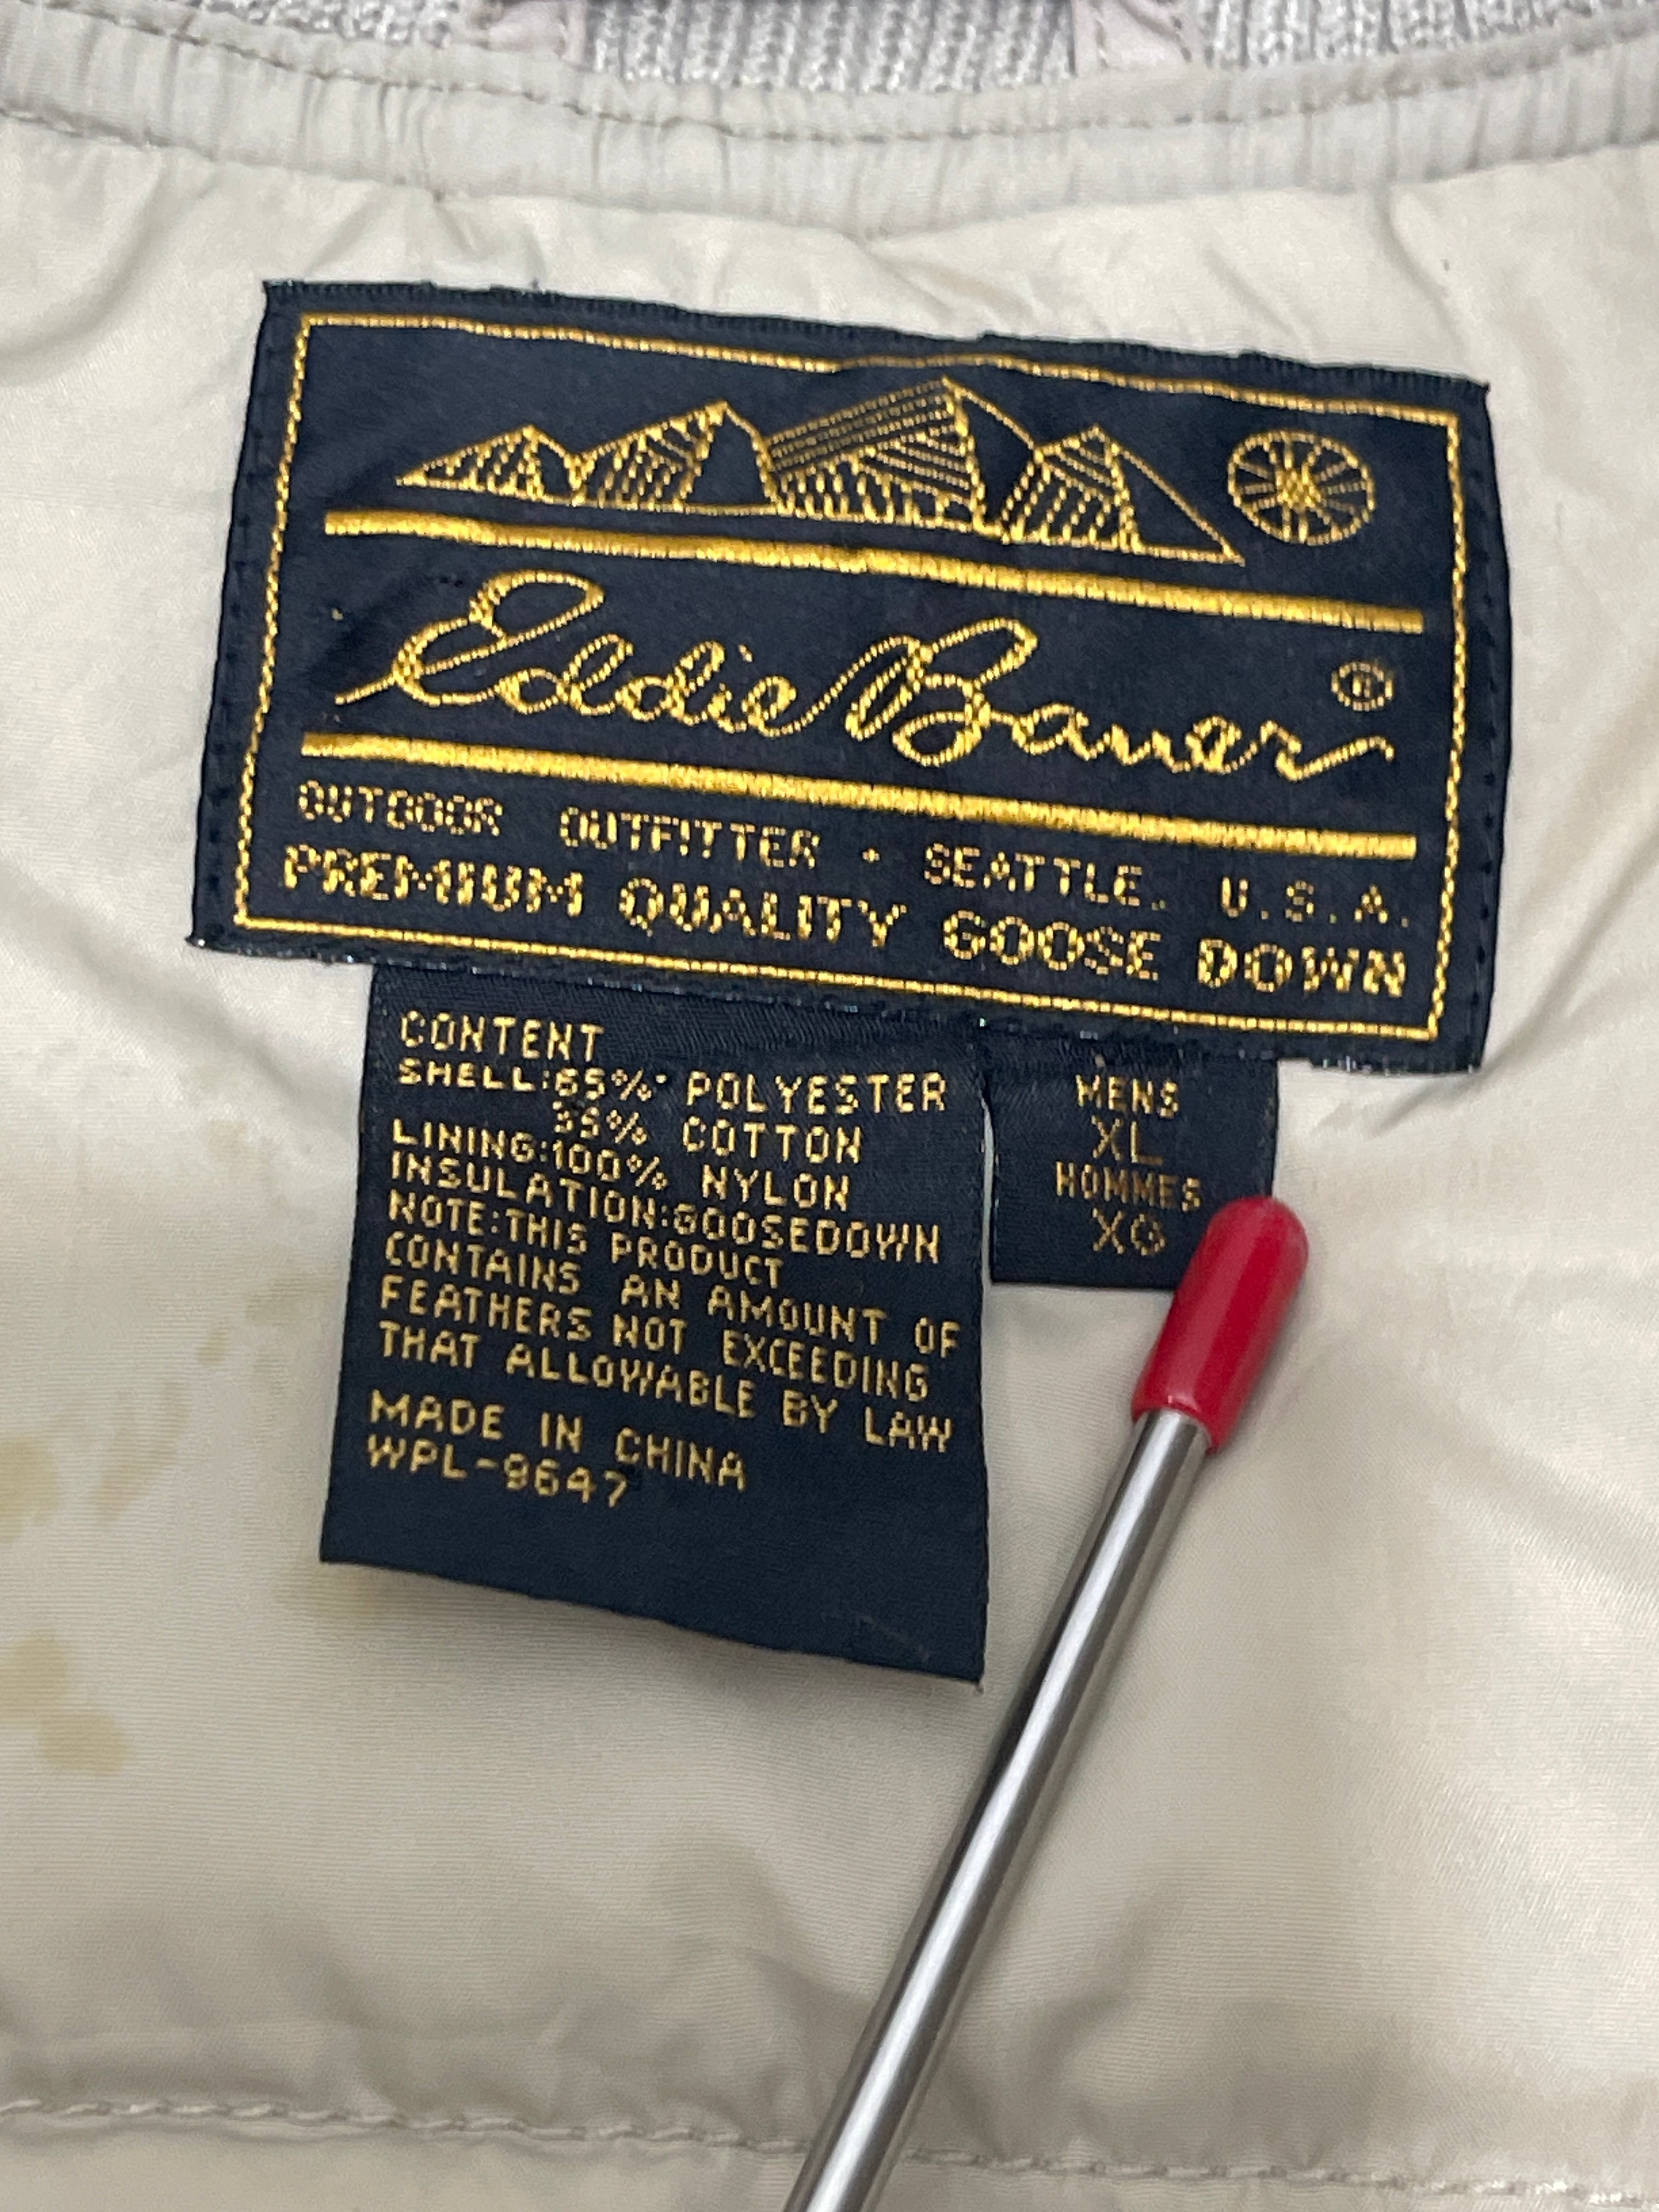 Eddie Bauer ®
OUTDOOR OUTFITTER • SEATTLE, U.S.A.
PREMIUM QUALITY GOOSE DOWN
CONTENT
SHELL:65% POLYESTER
35% COTTON
LINING:100% NYLON
INSULATION:GOOSEDOWN
NOTE:THIS PRODUCT
CONTAINS AN AMOUNT OF
FEATHERS NOT EXCEEDING
THAT ALLOWABLE BY LAW
MADE IN CHINA
WPL-9647
MENS
XL
HOMMES
XG